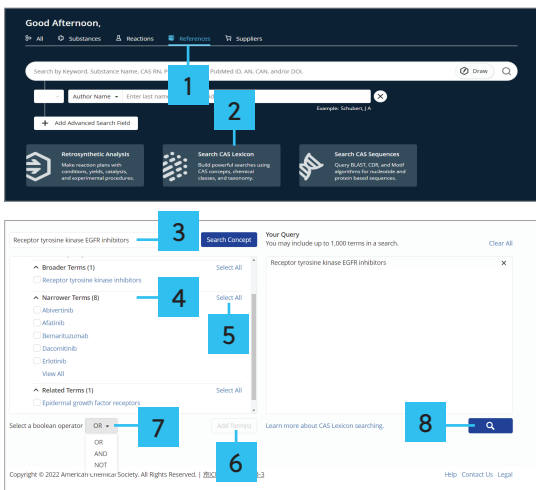 Good Afternoon,
All Substances Reactions References Suppliers
Search by Keyword, Substance Name, CAS RN, PubMed ID, AN, CAN, and/or DOI. Draw
1
Author Name Enter last
2
Example: Schubert, J A
+ Add Advanced Search Field
Retrosynthetic Analysis
Make reaction plans with
conditions, yields, catalysts,
and experimental procedures.
Search CAS Lexicon
Build powerful searches using
CAS concepts, chemical
classes, and taxonomy.
Search CAS Sequences
Query BLAST, CDR, and Motif
algorithms for nucleotide and
protein based sequences.
Receptor tyrosine kinase EGFR inhibitors
3
Search Concept
Your Query
You may include up to 1,000 terms in a search.
Clear All
Broader Terms (1) Select All
Receptor tyrosine kinase inhibitors
Receptor tyrosine kinase EGFR inhibitors
Narrower Terms (8) Select All
4
Abivertinib
Afatinib
5
Bemarituzumab
Dacomitinib
Erlotinib
View All
Related Terms (1) Select All
Epidermal growth factor receptors
Select a boolean operator OR
7
Add Term(s)
Learn more about CAS Lexicon searching.
8
OR
AND
NOT
6
Copyright © 2022 American Chemical Society. All Rights Reserved. |
Help Contact Us Legal